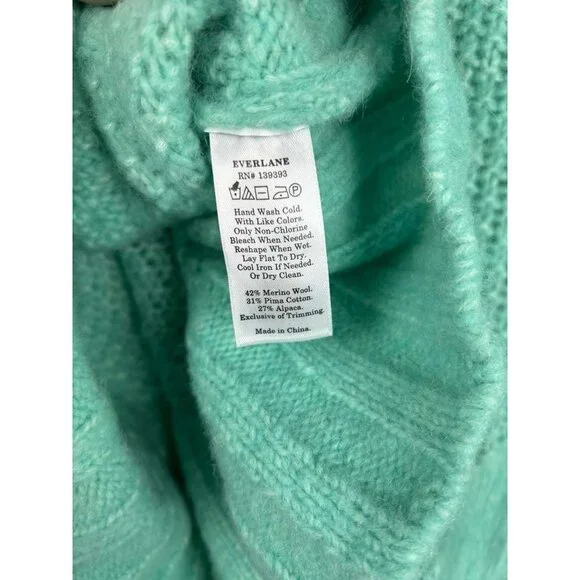 EVERLANE
RN# 139393
Hand Wash Cold.
With Like Colors.
Only Non-Chlorine
Bleach When Needed.
Reshape When Wet.
Lay Flat To Dry.
Cool Iron If Needed.
Or Dry Clean.
42% Merino Wool.
31% Pima Cotton.
27% Alpaca.
Exclusive of Trimming.
Made in China.